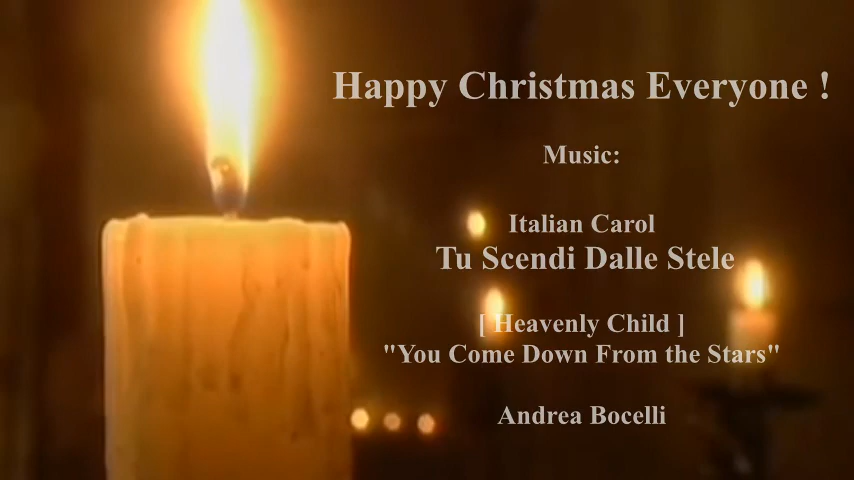 Happy Christmas Everyone !
Music:
Italian Carol
Tu Scendi Dalle Stele
[ Heavenly Child ]
"You Come Down From the Stars"
Andrea Bocelli